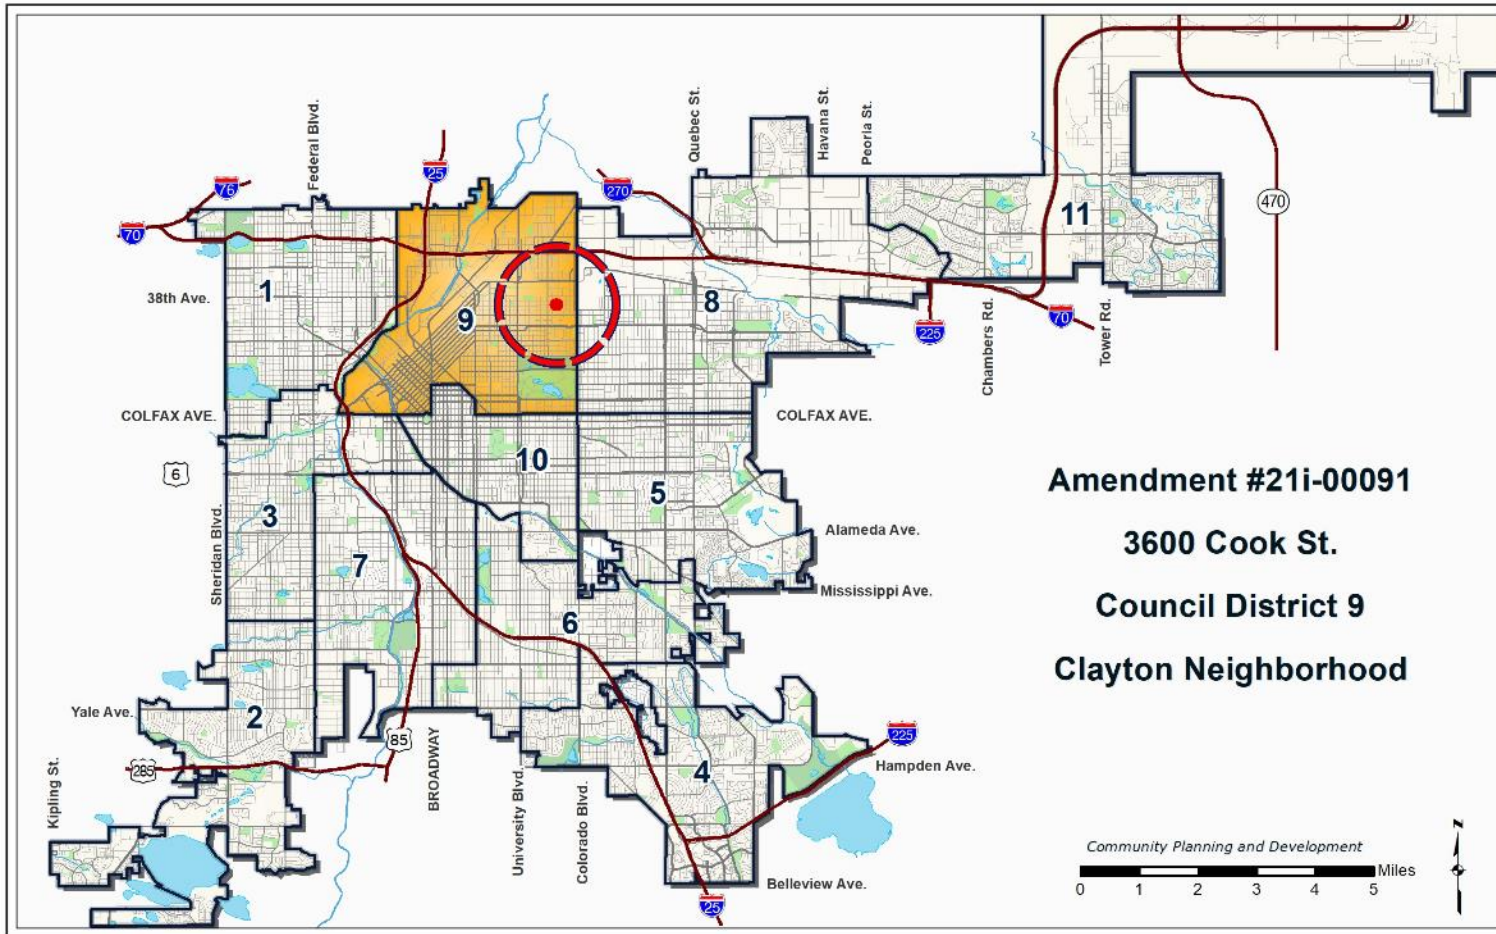 Federal Blvd.
Quebec St.
Havana St.
Peoria St.
76
25
270
70
470
11
1
38th Ave.
9
8
225
70
Chambers Rd.
Tower Rd.
COLFAX AVE.
COLFAX AVE.
6
10
5
3
Sheridan Blvd.
7
Alameda Ave.
Mississippi Ave.
6
Yale Ave.
2
85
285
BROADWAY
225
Hampden Ave.
4
Kipling St.
University Blvd.
Colorado Blvd.
Belleview Ave.
25
Amendment #21i-00091
3600 Cook St.
Council District 9
Clayton Neighborhood
Community Planning and Development
Miles
0 1 2 3 4 5
N